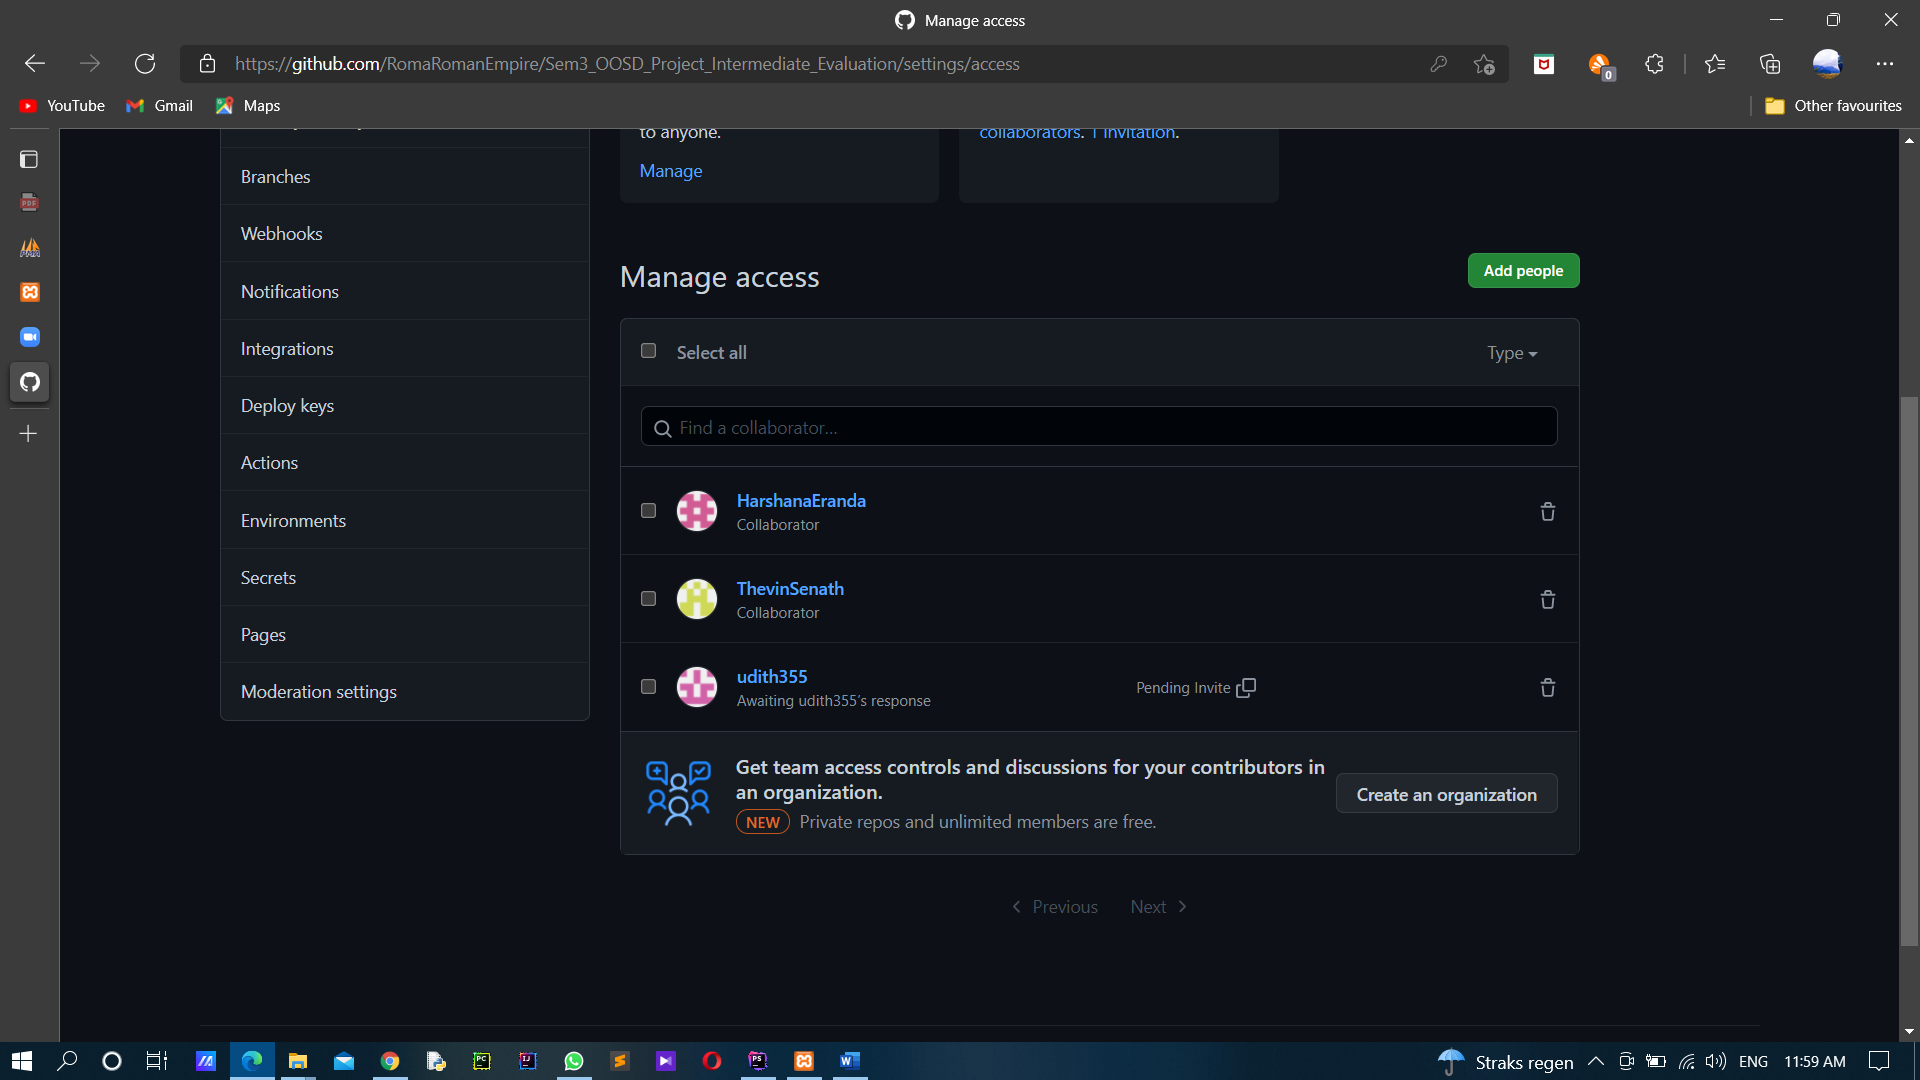 Manage access
https://github.com/RomaRomanEmpire/Sem3_OOSD_Project_Intermediate_Evaluation/settings/access
0
YouTube
Gmail
Maps
Other favourites
to anyone.
Manage
collaborators. 1 invitation.
Branches
Webhooks
Notifications
Integrations
Deploy keys
Actions
Environments
Secrets
Pages
Moderation settings
Manage access
Add people
Select all
Type
Find a collaborator...
HarshanaEranda
Collaborator
ThevinSenath
Collaborator
udith355
Awaiting udith355's response
Pending Invite
Get team access controls and discussions for your contributors in
an organization.
NEW Private repos and unlimited members are free.
Create an organization
Previous
Next
Straks regen
ENG
11:59 AM